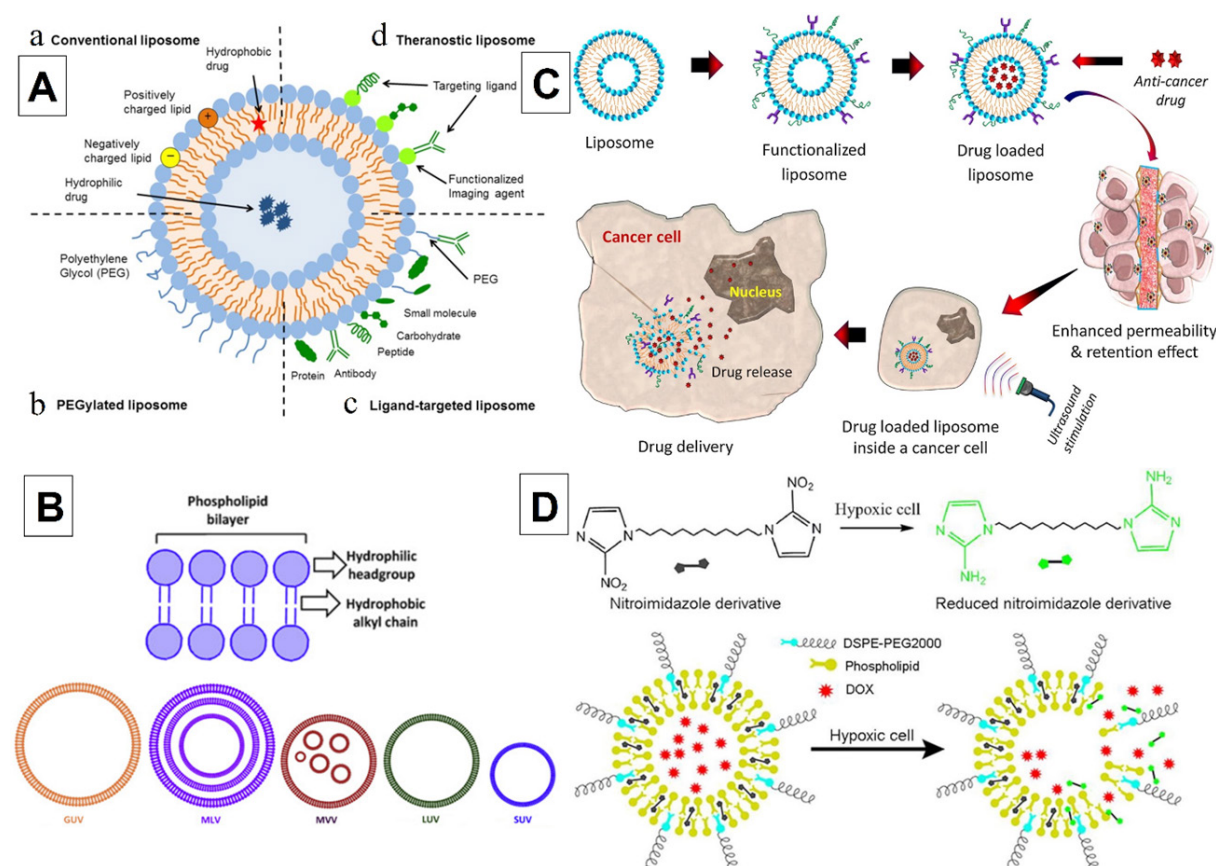 A
a Conventional liposome
Hydrophobic
drug
Positively
charged lipid
+
Negatively
charged lipid
−
Hydrophilic
drug
d Theranostic liposome
Targeting ligand
Functionalized
Imaging agent
Polyethylene
Glycol (PEG)
b PEGylated liposome
PEG
Small molecule
Carbohydrate
Peptide
Antibody
Protein
c Ligand-targeted liposome
B
Phospholipid
bilayer
Hydrophilic
headgroup
Hydrophobic
alkyl chain
GUV
MLV
MVV
LUV
SUV
C
Liposome
Functionalized
liposome
Drug loaded
liposome
Anti-cancer
drug
Enhanced permeability
& retention effect
Ultrasound
stimulation
Drug loaded liposome
inside a cancer cell
Cancer cell
Nucleus
Drug release
Drug delivery
D
NO2
N
N
N
N
NO2
Nitroimidazole derivative
Hypoxic cell
NH2
N
N
N
N
NH2
Reduced nitroimidazole derivative
DSPE-PEG2000
Phospholipid
DOX
Hypoxic cell